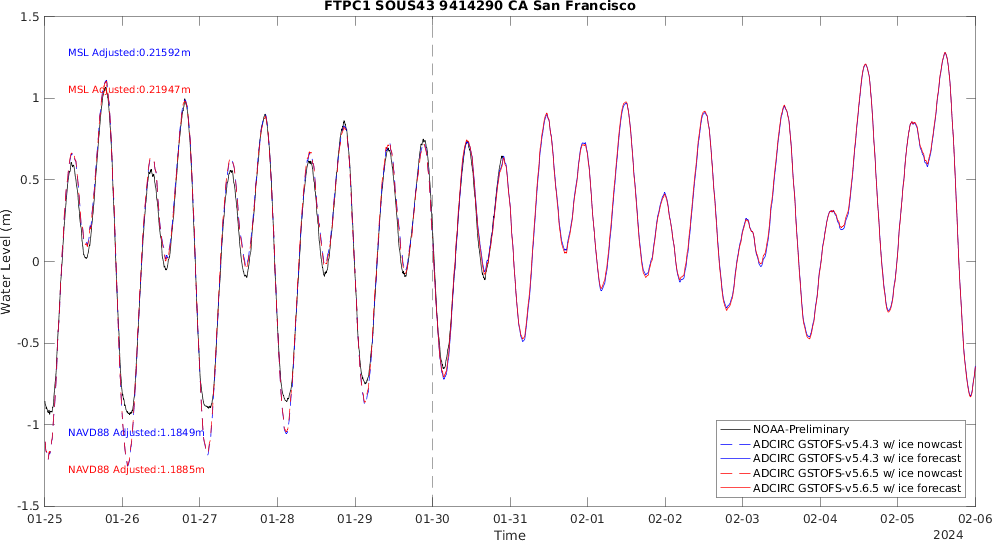 FTPC1 SOUS43 9414290 CA San Francisco
1.5
MSL Adjusted:0.21592m
1
MSL Adjusted:0.21947m
0.5
Water Level (m)
0
-0.5
-1
NAVD88 Adjusted:1.1849m
NAVD88 Adjusted:1.1885m
-1.5
NOAA-Preliminary
ADCIRC GSTOFS-v5.4.3 w/ ice nowcast
ADCIRC GSTOFS-v5.4.3 w/ ice forecast
ADCIRC GSTOFS-v5.6.5 w/ ice nowcast
ADCIRC GSTOFS-v5.6.5 w/ ice forecast
01-25 01-26 01-27 01-28 01-29 01-30 01-31 02-01 02-02 02-03 02-04 02-05 02-06
Time
2024